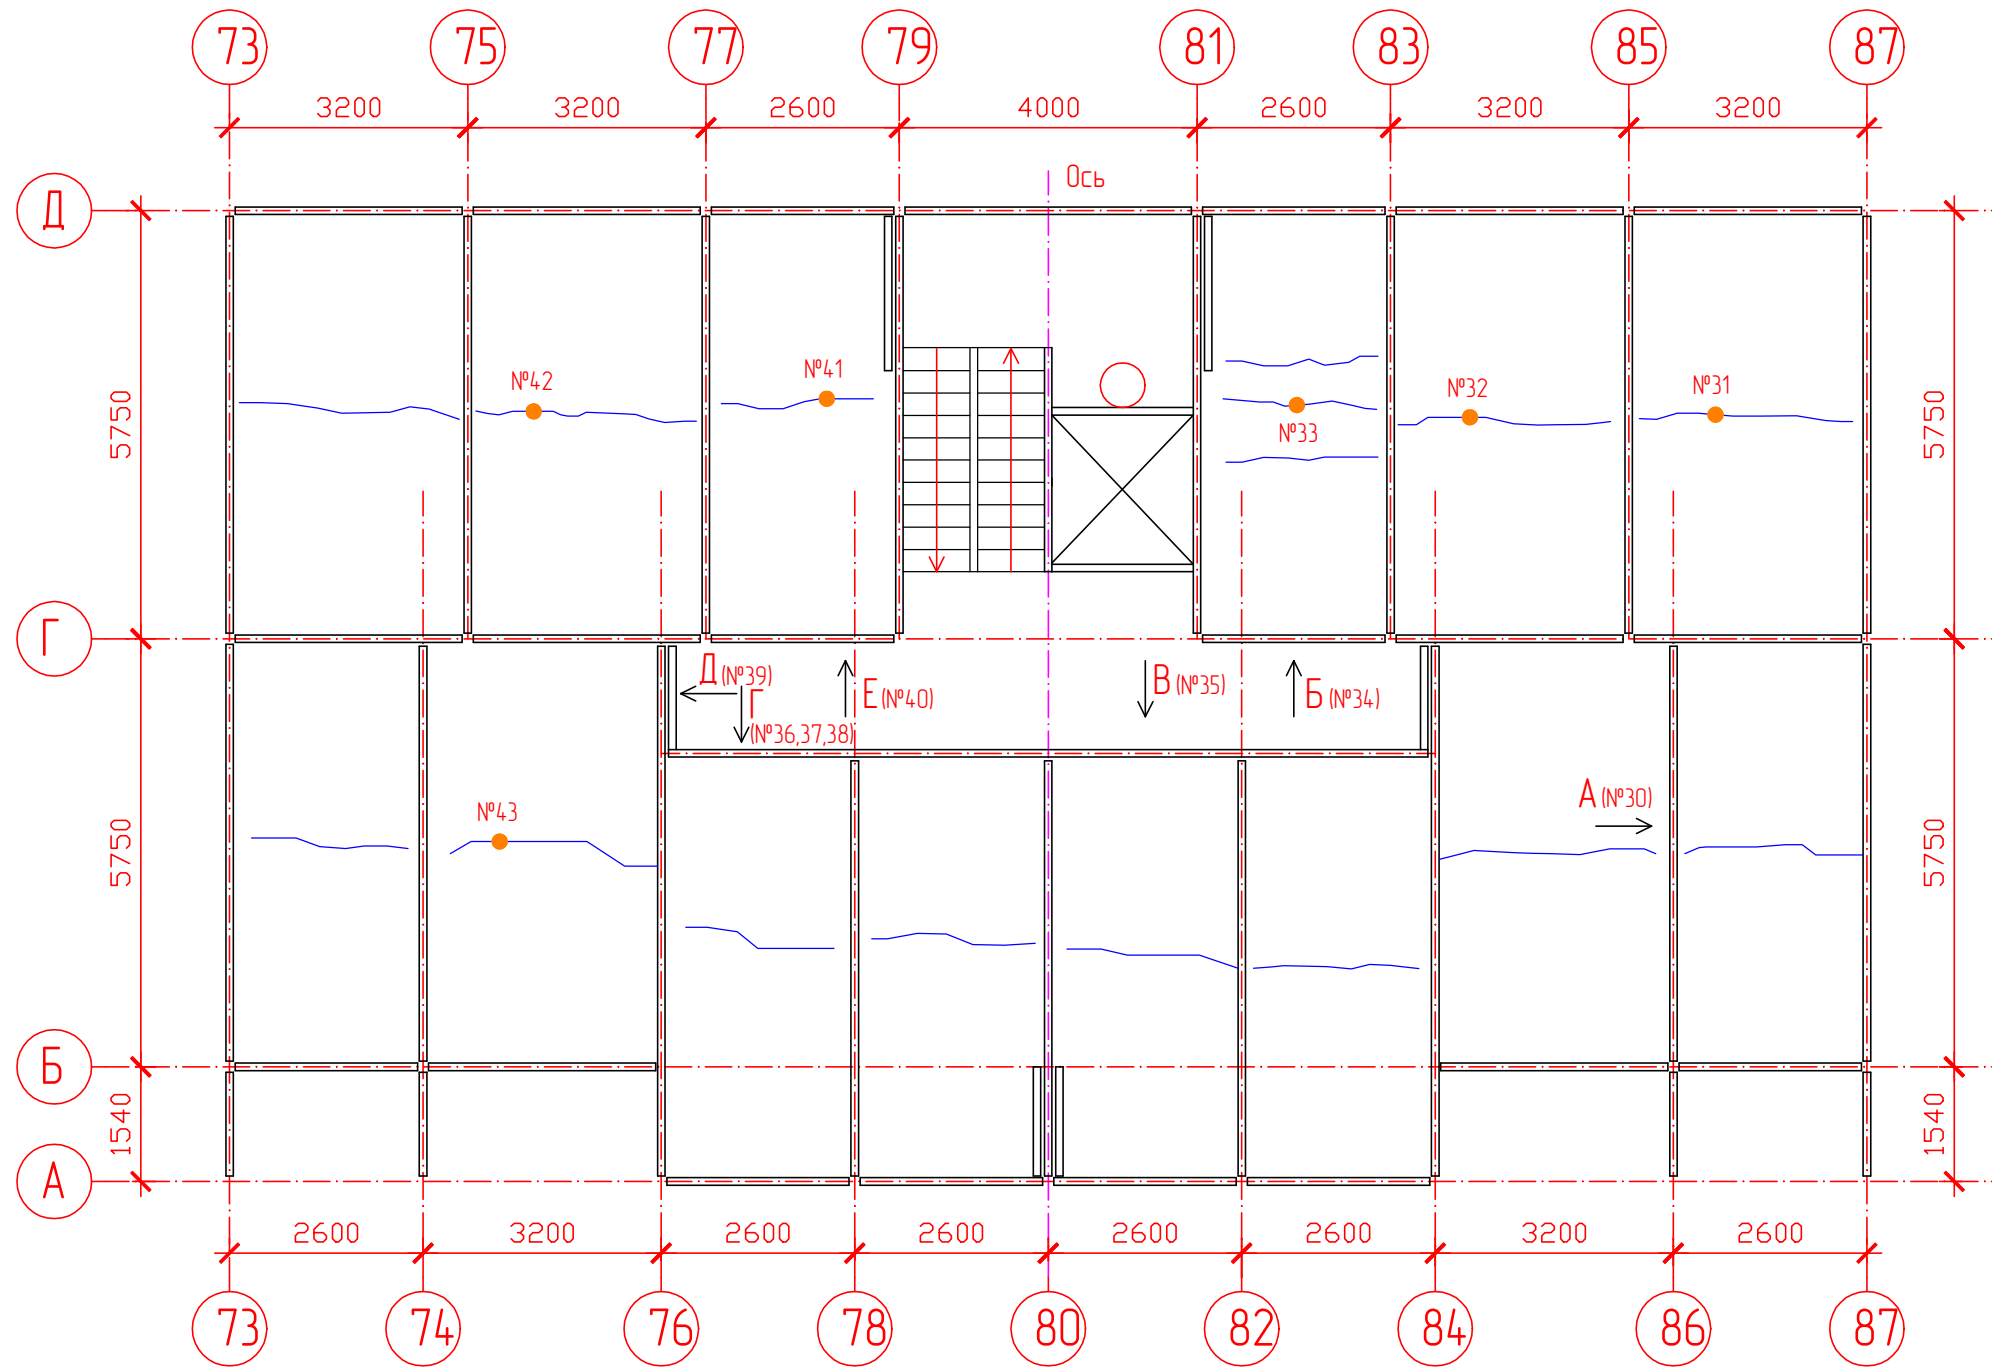 73 75 77 79 81 83 85 87
3200 3200 2600 4000 2600 3200 3200
Ось
Д
№42 №41 №32 №31
№33
5750 5750
Г
Д (№39)
Г
(№36,37,38)
Е (№40)
В (№35)
Б (№34)
А (№30)
№43
5750 5750
Б
1540 1540
А
2600 3200 2600 2600 2600 2600 3200 2600
73 74 76 78 80 82 84 86 87